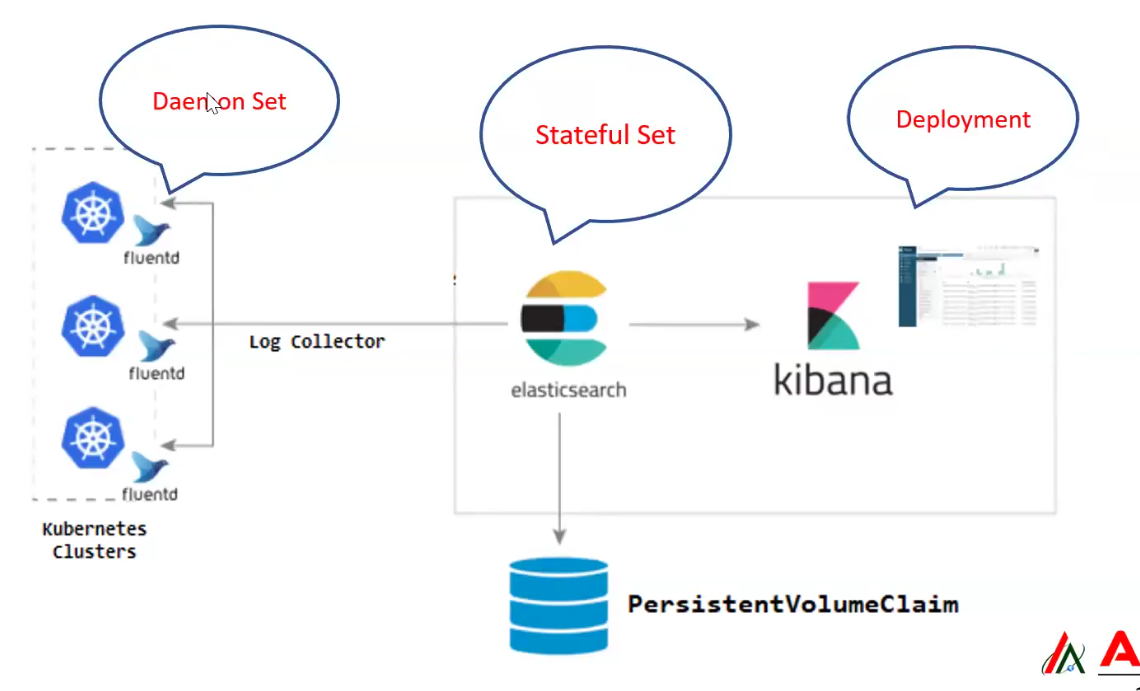 Daemon Set
Stateful Set
Deployment
fluentd
fluentd
fluentd
Log Collector
elasticsearch
kibana
Kubernetes
Clusters
PersistentVolumeClaim